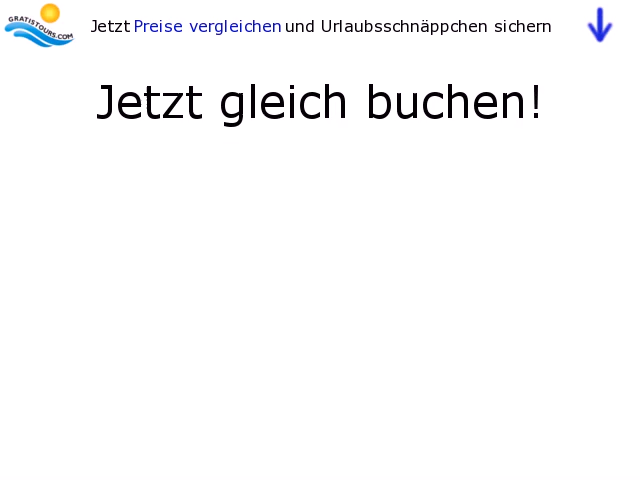 GRATISTOURS.COM
Jetzt Preise vergleichen und Urlaubsschnäppchen sichern
Jetzt gleich buchen!